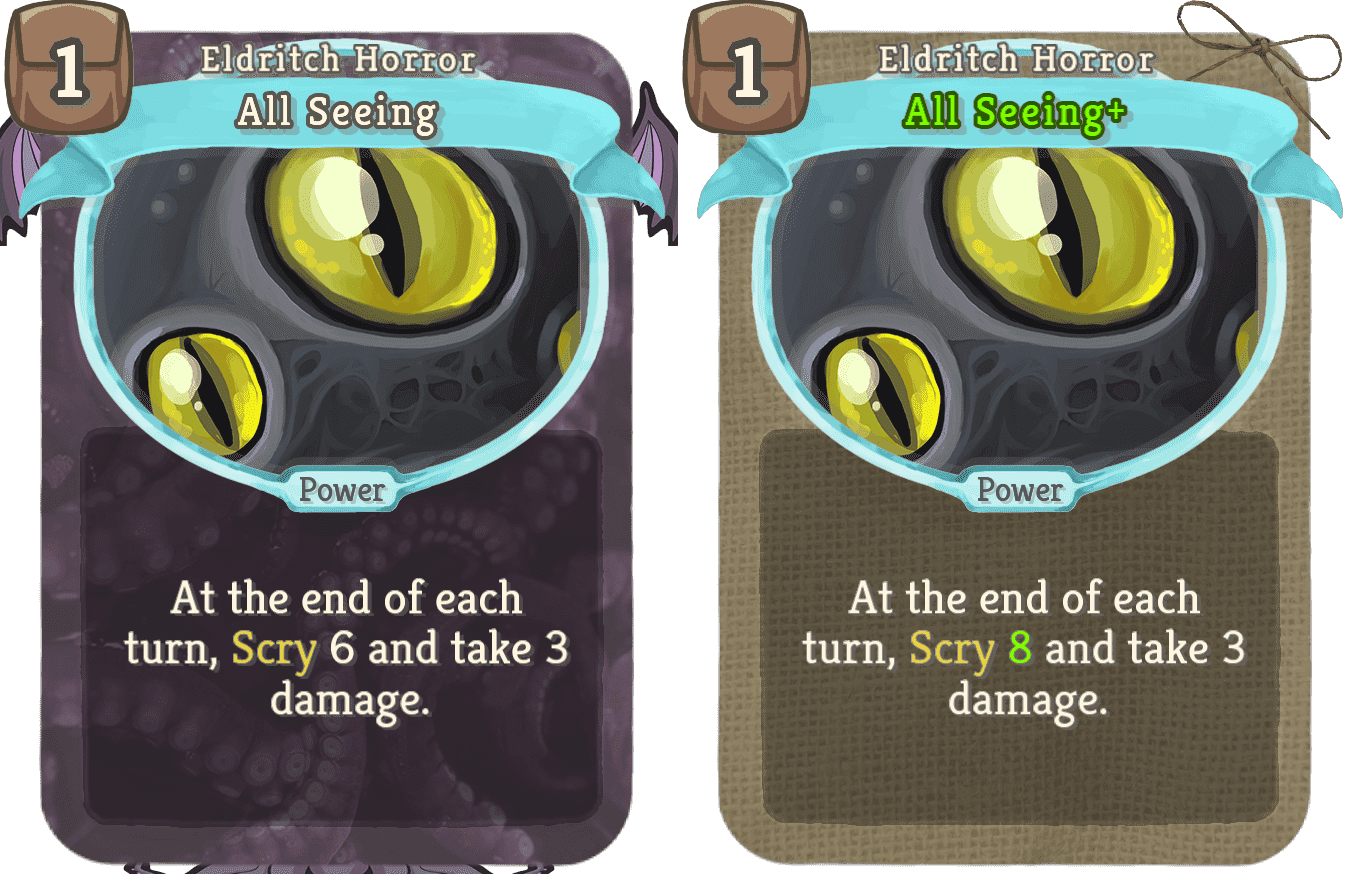 1
Eldritch Horror
All Seeing
Power
At the end of each
turn, Scry 6 and take 3
damage.
1
Eldritch Horror
All Seeing+
Power
At the end of each
turn, Scry 8 and take 3
damage.